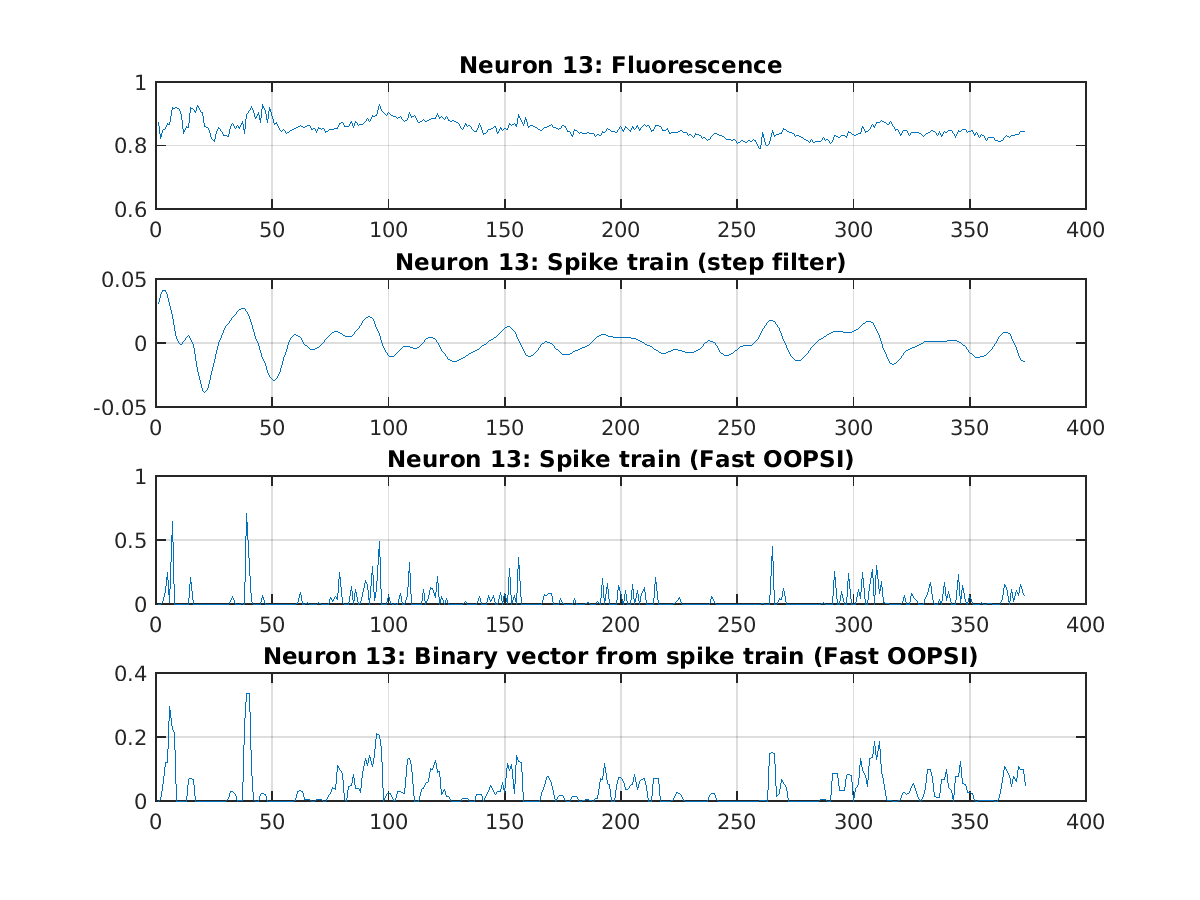 Neuron 13: Fluorescence
1
0.8
0.6
0 50 100 150 200 250 300 350 400
Neuron 13: Spike train (step filter)
0.05
0
-0.05
0 50 100 150 200 250 300 350 400
Neuron 13: Spike train (Fast OOPSI)
1
0.5
0
0 50 100 150 200 250 300 350 400
Neuron 13: Binary vector from spike train (Fast OOPSI)
0.4
0.2
0
0 50 100 150 200 250 300 350 400